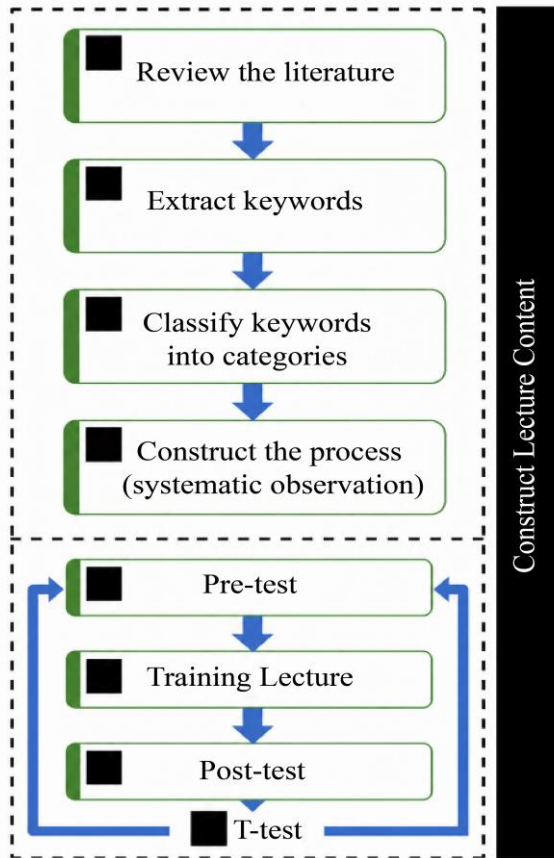 Review the literature
Extract keywords
Classify keywords
into categories
Construct the process
(systematic observation)
Pre-test
Training Lecture
Post-test
T-test
Construct Lecture Content